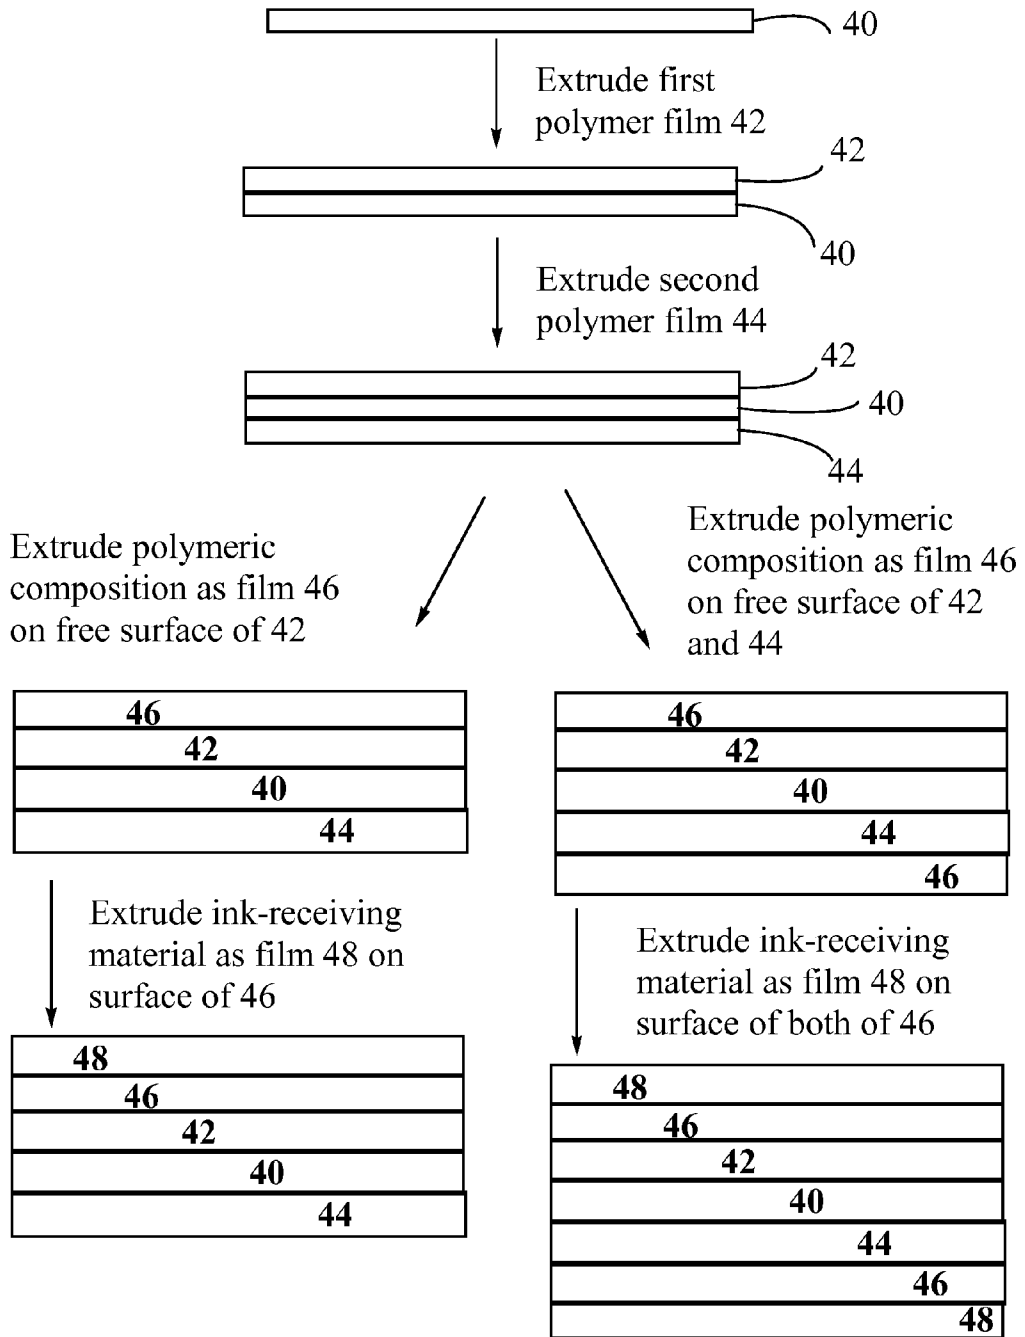 40
Extrude first
polymer film 42
42
40
Extrude second
polymer film 44
42
40
44
Extrude polymeric
composition as film 46
on free surface of 42
Extrude polymeric
composition as film 46
on free surface of 42
and 44
46
42
40
44
46
42
40
44
46
Extrude ink-receiving
material as film 48 on
surface of 46
Extrude ink-receiving
material as film 48 on
surface of both of 46
48
46
42
40
44
48
46
42
40
44
46
48